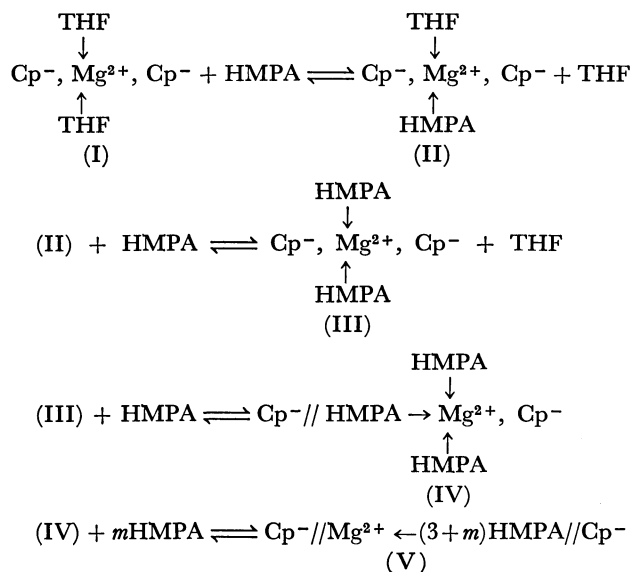 THF
↓
Cp⁻, Mg²⁺, Cp⁻ + HMPA ⇌ Cp⁻, Mg²⁺, Cp⁻ + THF
↑
THF
(I)
THF
↓
↑
HMPA
(II)
HMPA
↓
(II) + HMPA ⇌ Cp⁻, Mg²⁺, Cp⁻ + THF
↑
HMPA
(III)
HMPA
↓
(III) + HMPA ⇌ Cp⁻// HMPA → Mg²⁺, Cp⁻
↑
HMPA
(IV)
(IV) + mHMPA ⇌ Cp⁻//Mg²⁺ ←(3+m)HMPA//Cp⁻
(V)